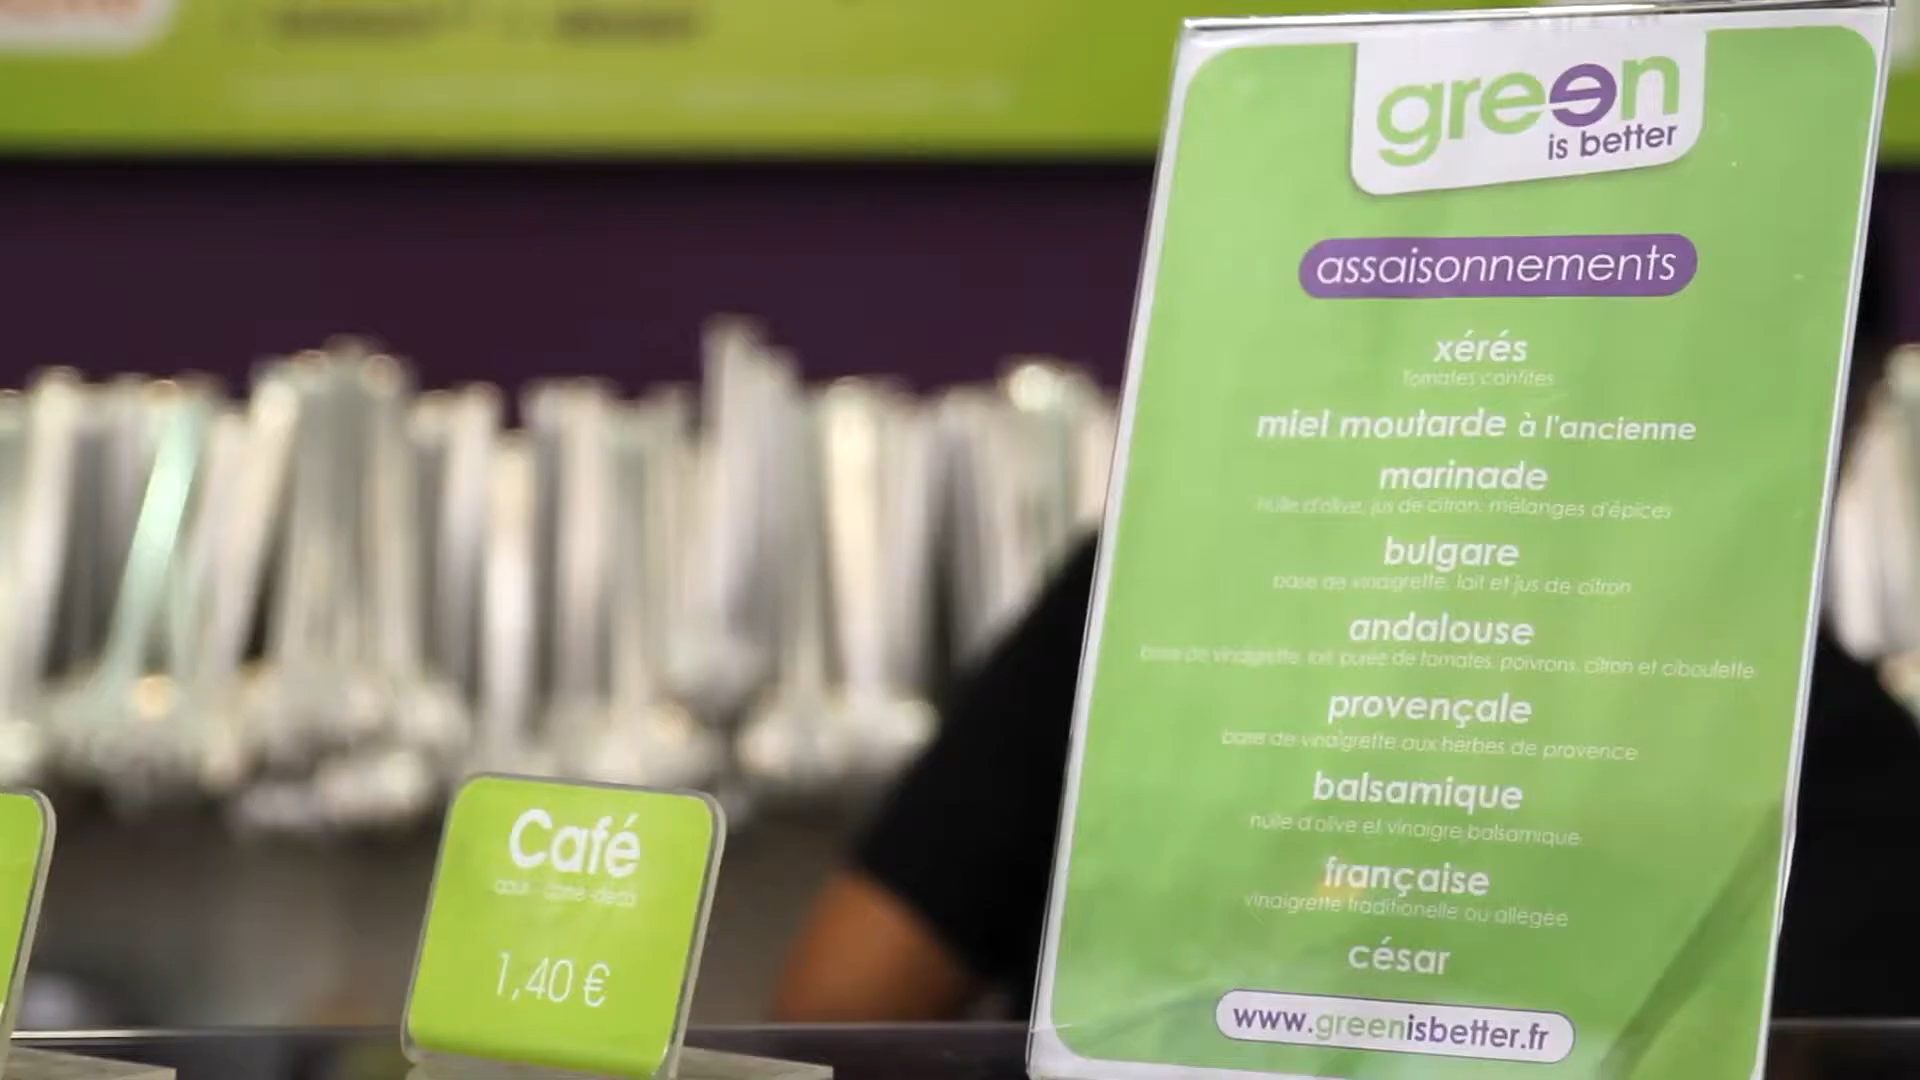 green
is better
assaisonnements
xérés
Tomates confites
miel moutarde à l'ancienne
marinade
huile d'olive, jus de citron, mélanges d'épices
bulgare
base de vinaigrette, lait et jus de citron
andalouse
base de vinaigrette, lait, purée de tomates, poivrons, citron et ciboulette
provençale
base de vinaigrette aux herbes de provence
balsamique
huile d'olive et vinaigre balsamique
française
vinaigrette traditionelle ou allégée
césar
www.greenisbetter.fr
Café
1,40 €